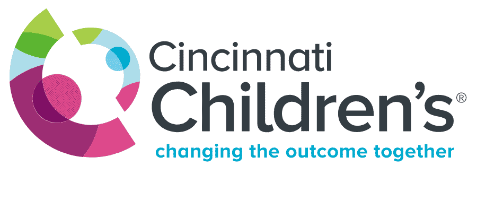 Cincinnati
Children's®
changing the outcome together